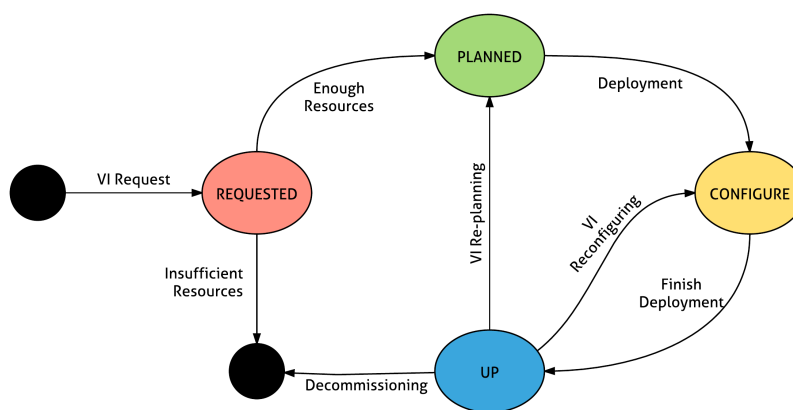 PLANNED
Enough
Resources
Deployment
VI Request
REQUESTED
VI Re-planning
VI
Reconfiguring
CONFIGURE
Insufficient
Resources
Finish
Deployment
Decommissioning
UP